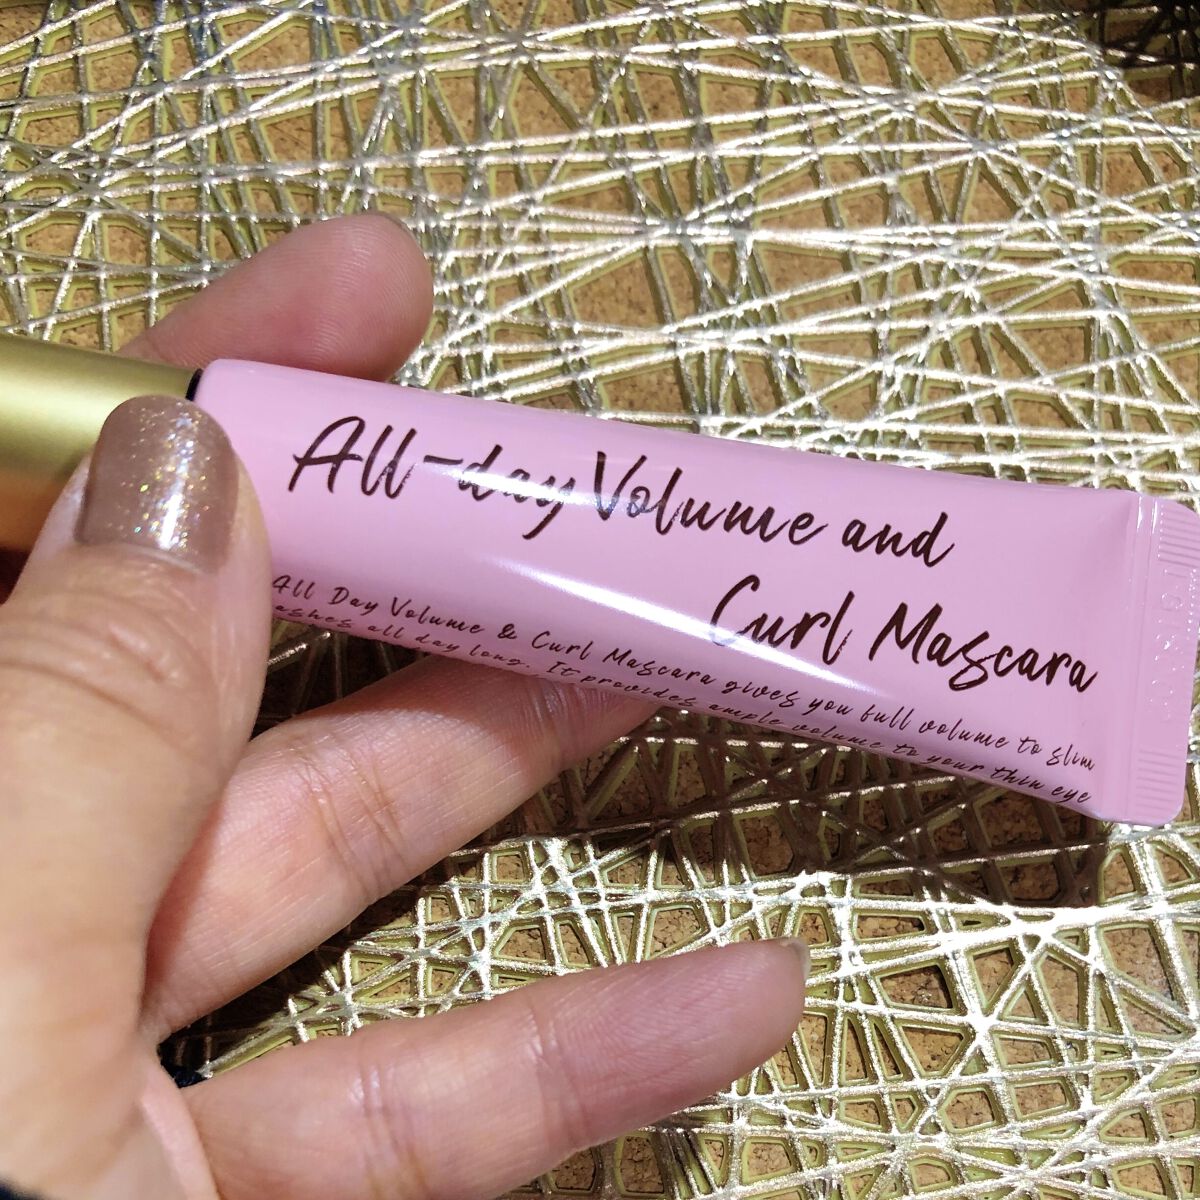 All-day Volume and
Curl Mascara
All Day Volume & Curl Mascara gives you full volume to slim
ashes all day long. It provides ample volume to your thin eye